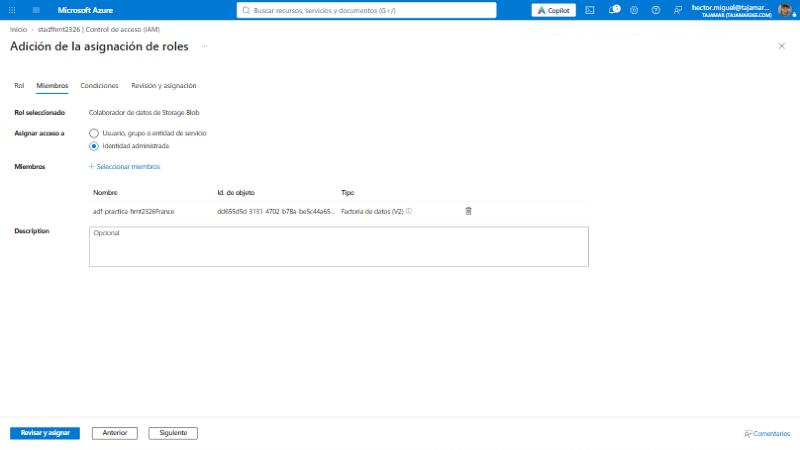 Microsoft Azure
Buscar recursos, servicios y documentos (G+/)
Copilot
hector.miguel@tajamar...
TAJAMAR (TAJAMAR365.COM)
Inicio > stadfhmt2326 | Control de acceso (IAM)
Adición de la asignación de roles ...
Rol Miembros Condiciones Revisión y asignación
Rol seleccionado Colaborador de datos de Storage Blob
Asignar acceso a Usuario, grupo o entidad de servicio
Identidad administrada
Miembros + Seleccionar miembros
Nombre Id. de objeto Tipo
adf-practica-hmt2326France dd655d5d-3131-4702-b78a-be5c44a65... Factoría de datos (V2)
Description Opcional
Revisar y asignar Anterior Siguiente Comentarios